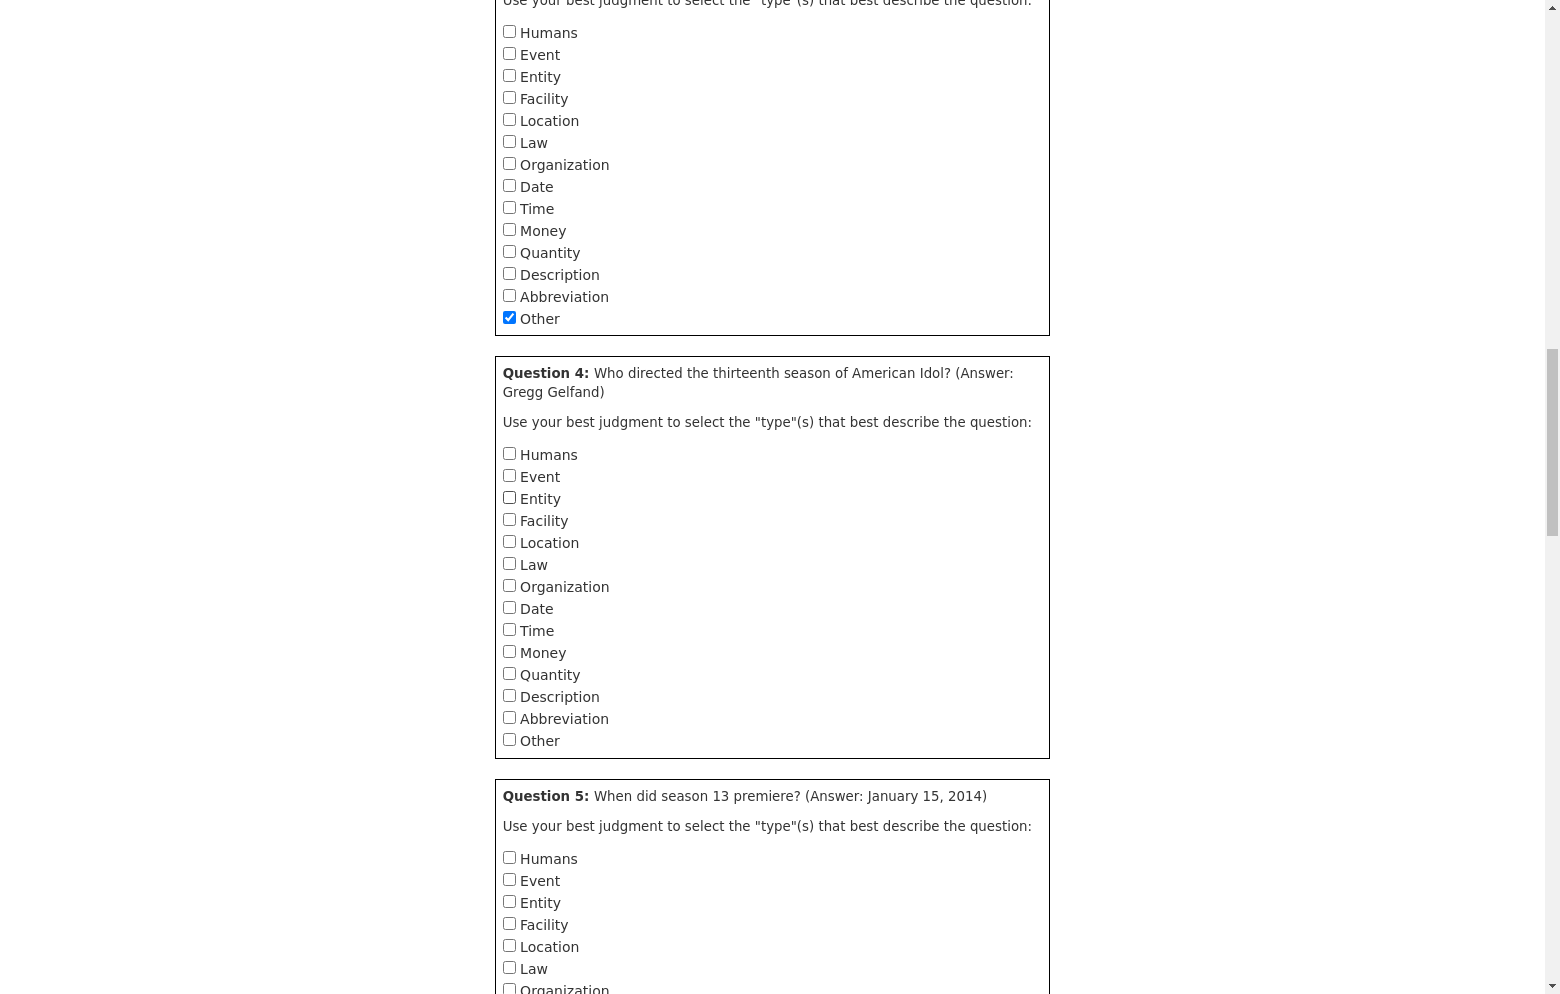 Use your best judgment to select the "type"(s) that best describe the question:
Humans
Event
Entity
Facility
Location
Law
Organization
Date
Time
Money
Quantity
Description
Abbreviation
Other
Question 4: Who directed the thirteenth season of American Idol? (Answer:
Gregg Gelfand)
Use your best judgment to select the "type"(s) that best describe the question:
Humans
Event
Entity
Facility
Location
Law
Organization
Date
Time
Money
Quantity
Description
Abbreviation
Other
Question 5: When did season 13 premiere? (Answer: January 15, 2014)
Use your best judgment to select the "type"(s) that best describe the question:
Humans
Event
Entity
Facility
Location
Law
Organization